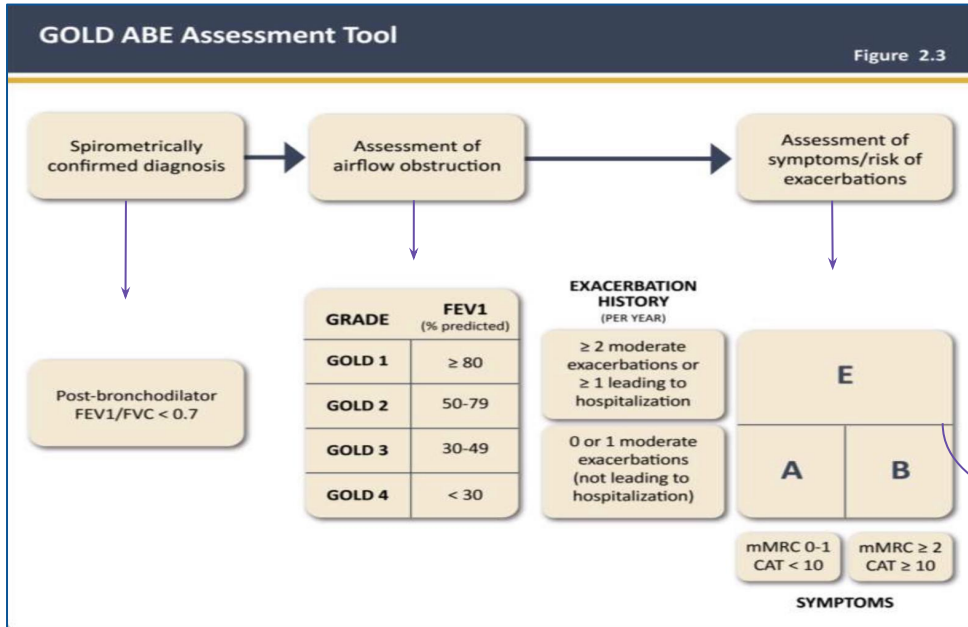 GOLD ABE Assessment Tool
Figure 2.3
Spirometrically
confirmed diagnosis
Assessment of
airflow obstruction
Assessment of
symptoms/risk of
exacerbations
Post-bronchodilator
FEV1/FVC < 0.7
GRADE FEV1
(% predicted)
GOLD 1 ≥ 80
GOLD 2 50-79
GOLD 3 30-49
GOLD 4 < 30
EXACERBATION
HISTORY
(PER YEAR)
≥ 2 moderate
exacerbations or
≥ 1 leading to
hospitalization
0 or 1 moderate
exacerbations
(not leading to
hospitalization)
E
A B
mMRC 0-1
CAT < 10
mMRC ≥ 2
CAT ≥ 10
SYMPTOMS